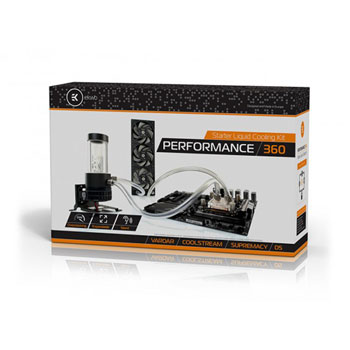 ekwb
Starter Liquid Cooling Kit
PERFORMANCE / 360
VARDAR / COOLSTREAM / SUPREMACY / D5